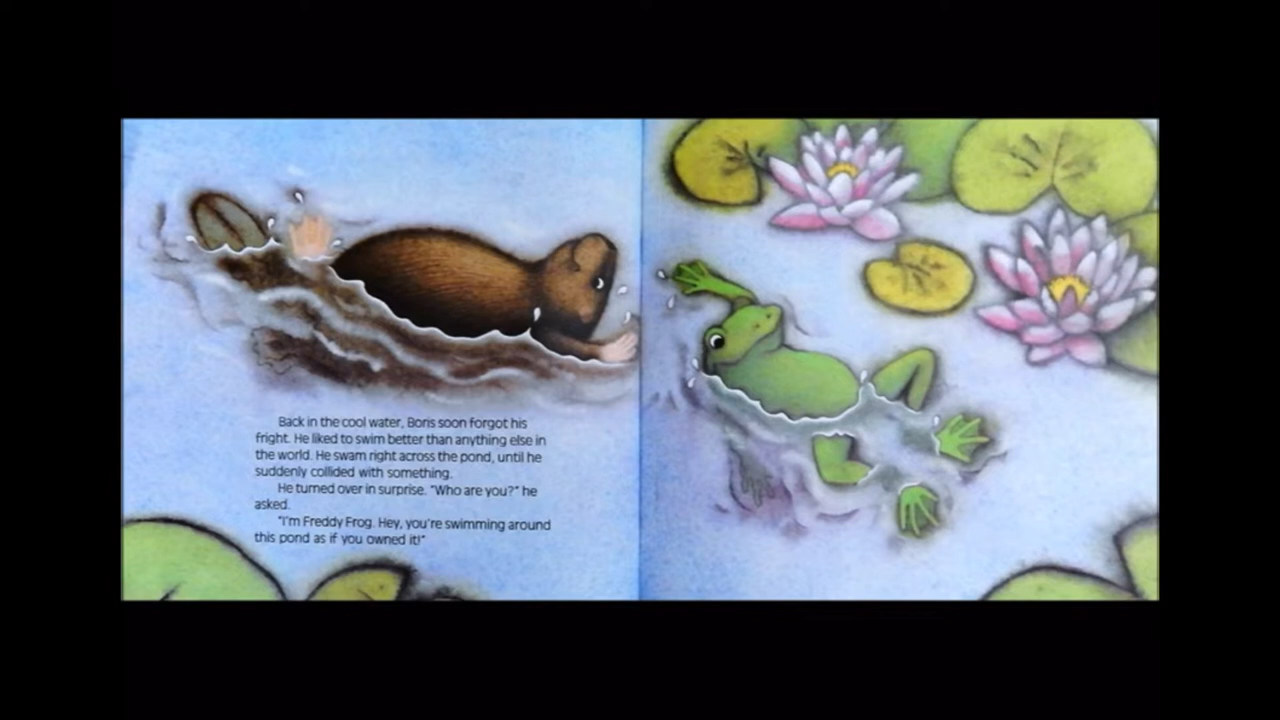 Back in the cool water, Boris soon forgot his
fright. He liked to swim better than anything else in
the world. He swam right across the pond, until he
suddenly collided with something.
He turned over in surprise. "Who are you?" he
asked.
"I'm Freddy Frog. Hey, you're swimming around
this pond as if you owned it!"